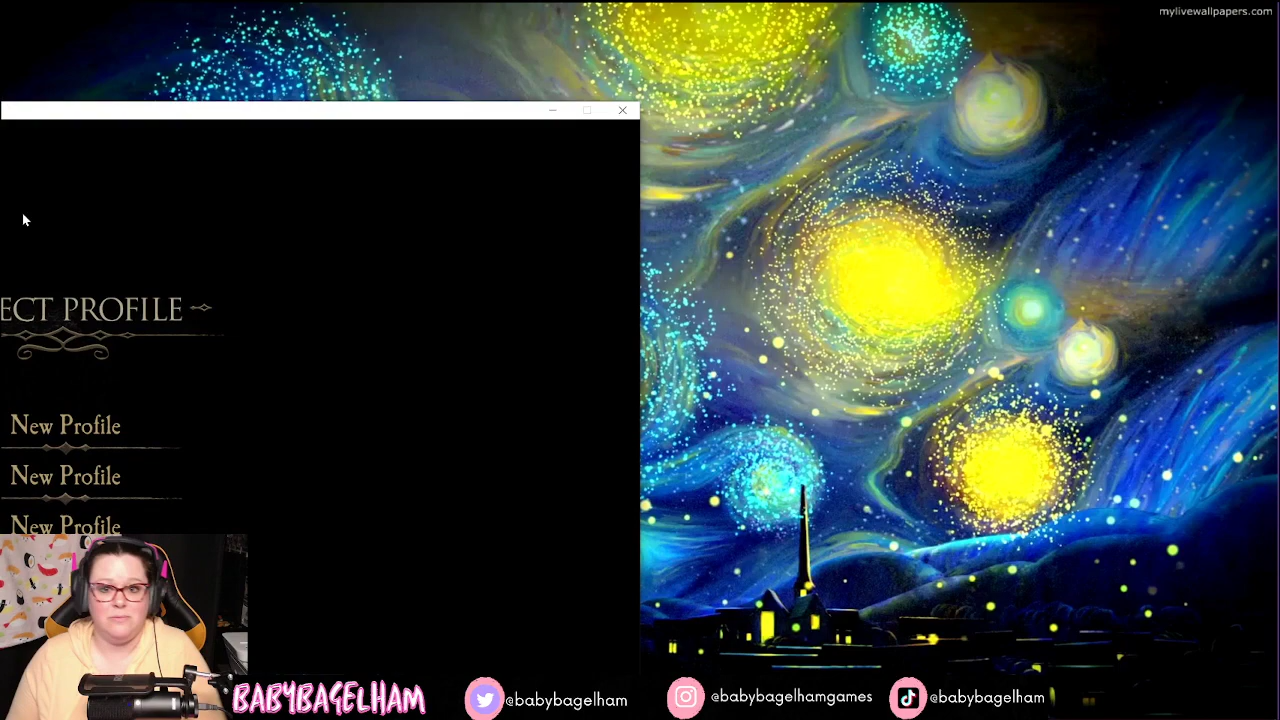 mylivewallpapers.com
ECT PROFILE
New Profile
New Profile
New Profile
BABYBAGELHAM
@babybagelham
@babybagelhamgames
@babybagelham